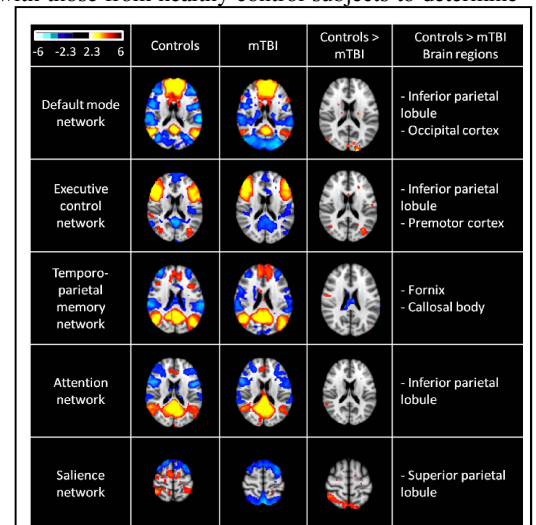 with those from healthy control subjects to determine
-6 -2.3 2.3 6
Controls
mTBI
Controls >
mTBI
Controls > mTBI
Brain regions
Default mode
network
- Inferior parietal
lobule
- Occipital cortex
Executive
control
network
- Inferior parietal
lobule
- Premotor cortex
Temporo-
parietal
memory
network
- Fornix
- Callosal body
Attention
network
- Inferior parietal
lobule
Salience
network
- Superior parietal
lobule